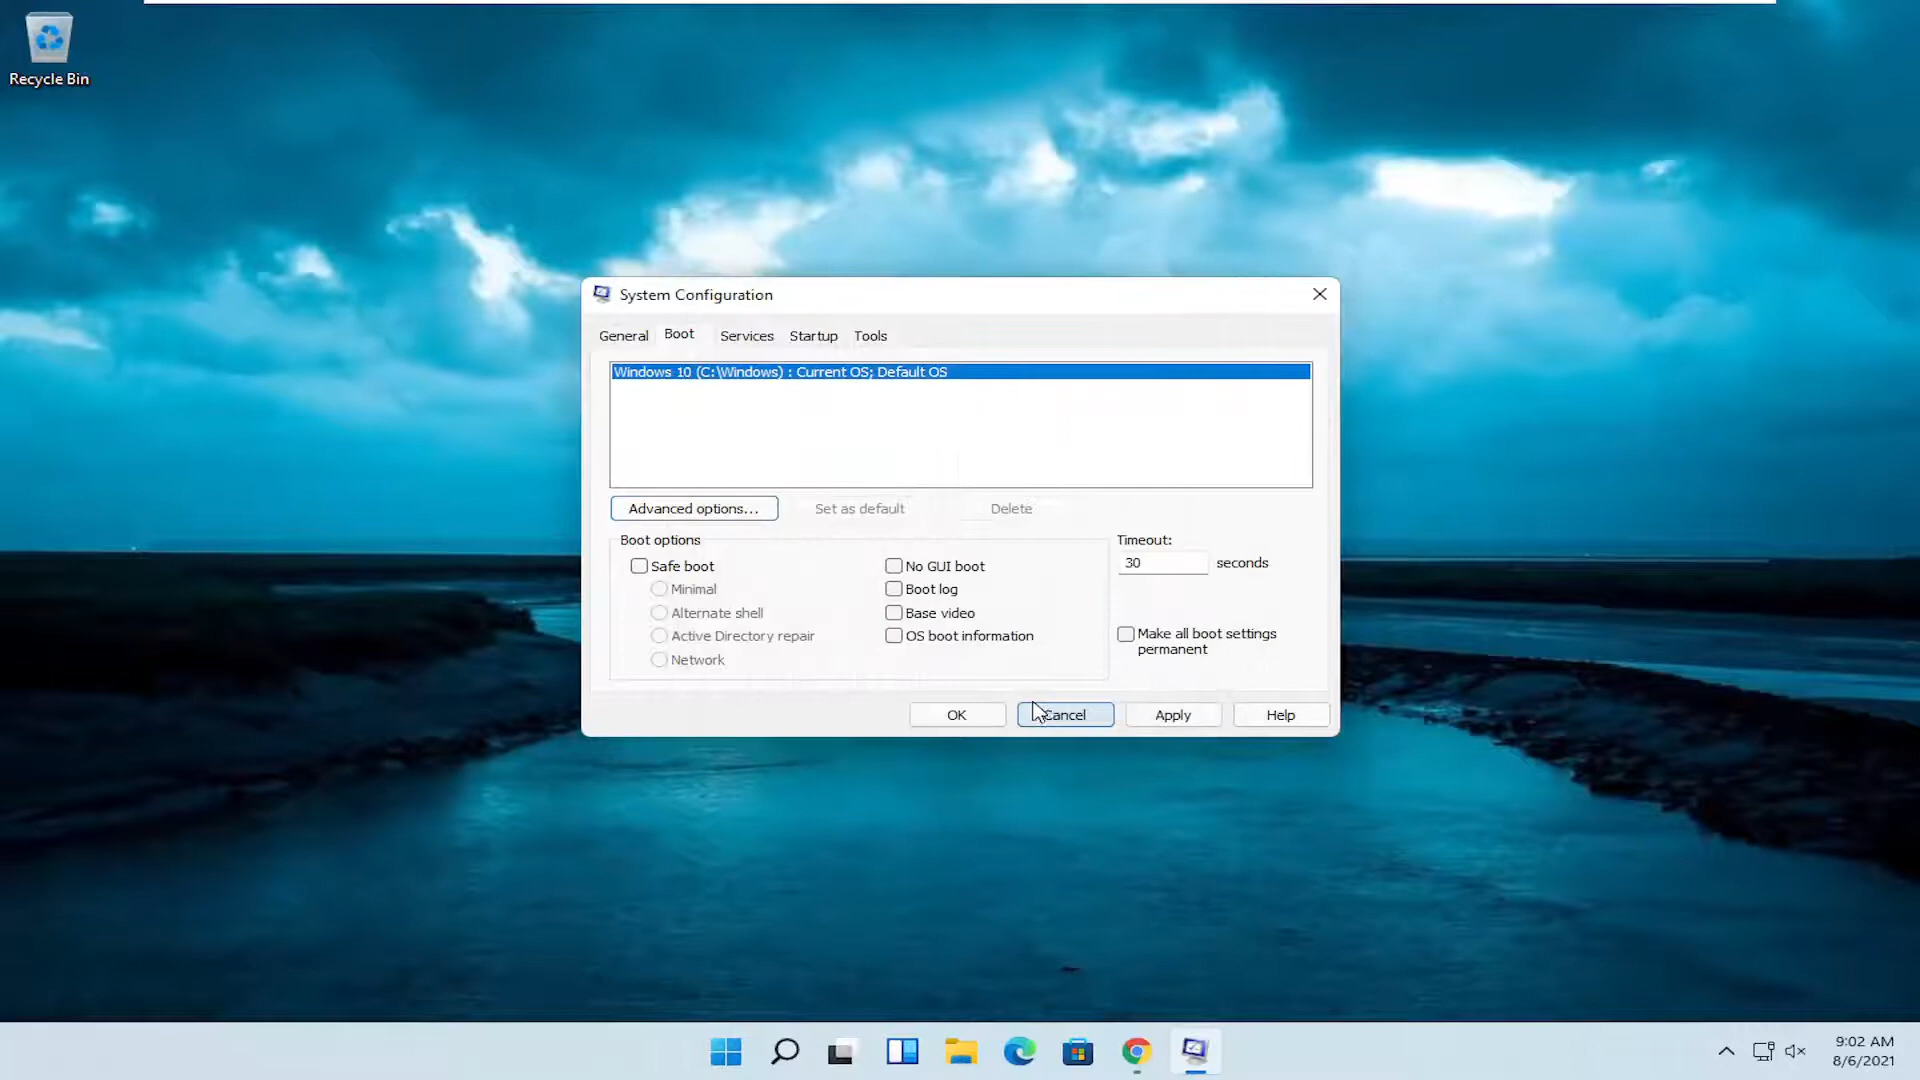 Recycle Bin
System Configuration
General Boot Services Startup Tools
Windows 10 (C:\Windows) : Current OS; Default OS
Advanced options... Set as default Delete
Boot options
Timeout:
Safe boot
No GUI boot
30 seconds
Minimal
Boot log
Alternate shell
Base video
Active Directory repair
OS boot information
Make all boot settings
permanent
Network
OK Cancel Apply Help
9:02 AM
8/6/2021